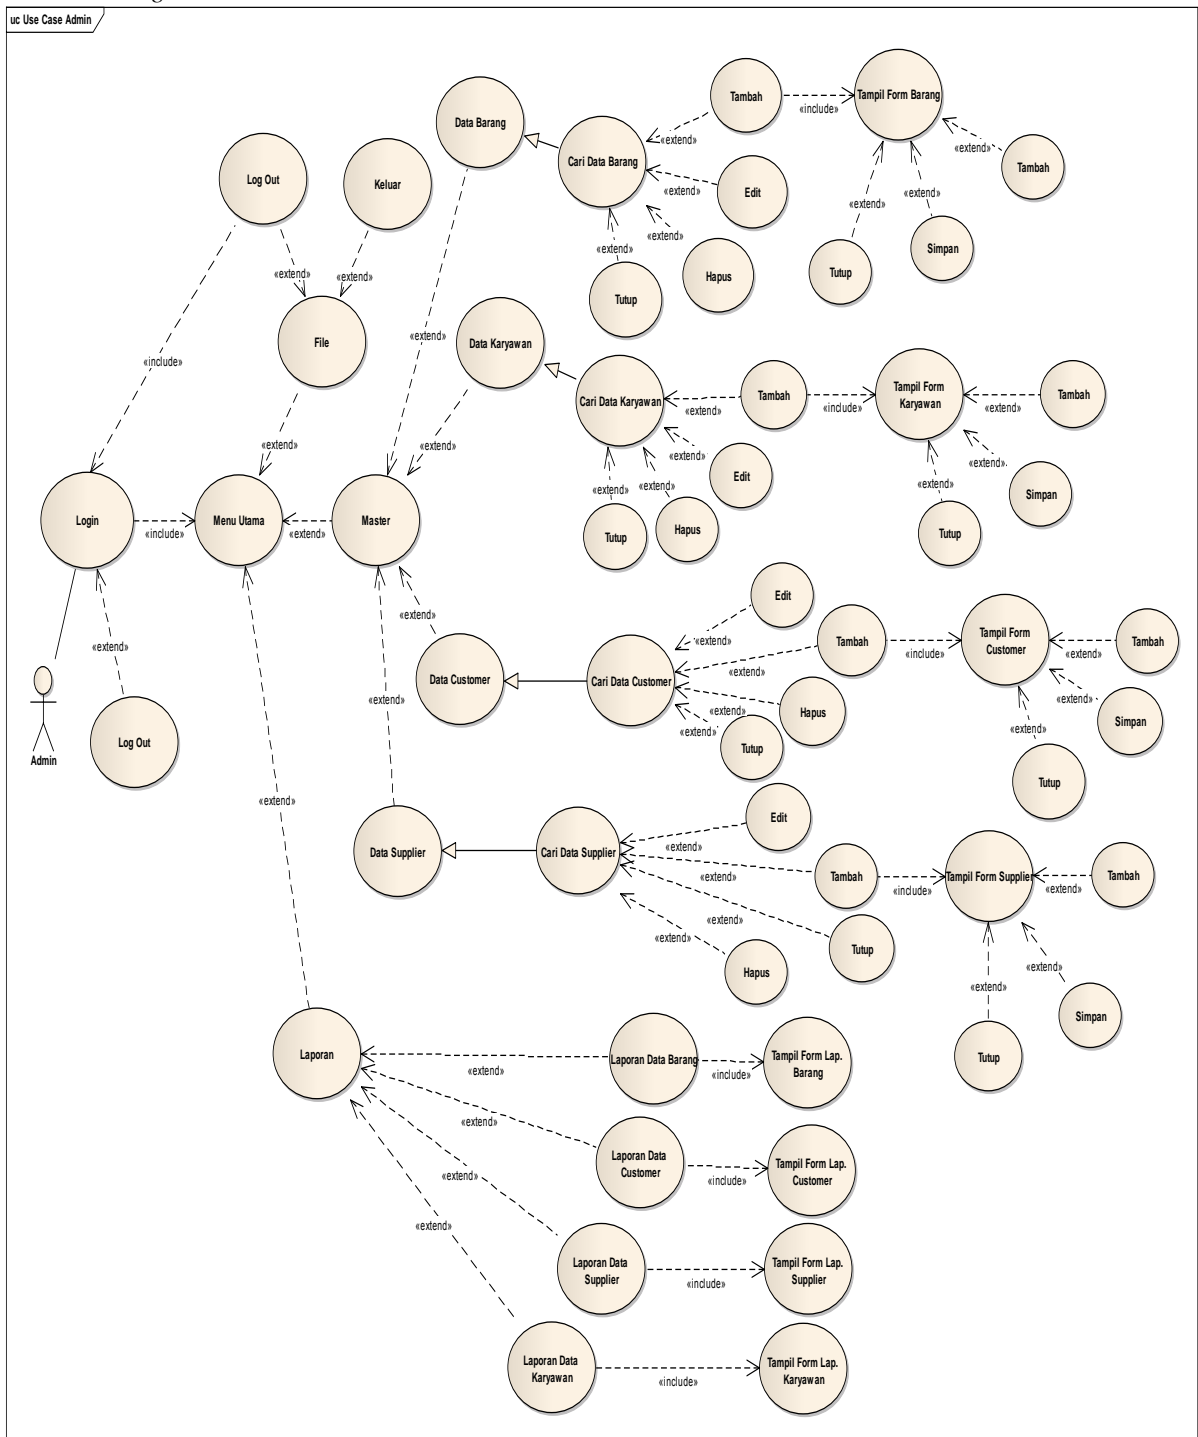 uc Use Case Admin
Log Out
Keluar
«extend»
«extend»
File
«include»
«extend»
Login
«include»
Menu Utama
«extend»
Master
«extend»
Log Out
Admin
Data Barang
Cari Data Barang
Tambah
«extend»
«include»
Tampil Form Barang
«extend»
Tambah
Edit
«extend»
«extend»
Hapus
«extend»
Tutup
«extend»
Tutup
«extend»
Simpan
«extend»
Data Karyawan
«extend»
Cari Data Karyawan
«extend»
Tambah
«include»
Tampil Form
Karyawan
«extend»
Tambah
«extend»
Edit
«extend»
«extend»
Tutup
Hapus
«extend»
Simpan
«extend»
Tutup
«extend»
Data Customer
Cari Data Customer
Edit
«extend»
Tambah
«extend»
«include»
Tampil Form
Customer
«extend»
Tambah
«extend»
Hapus
«extend»
Tutup
«extend»
Simpan
«extend»
Tutup
«extend»
Data Supplier
Cari Data Supplier
Edit
«extend»
«extend»
Tambah
«include»
Tampil Form Supplier
«extend»
Tambah
«extend»
Tutup
«extend»
Hapus
«extend»
Simpan
«extend»
Tutup
«extend»
Laporan
«extend»
Laporan Data Barang
«include»
Tampil Form Lap.
Barang
«extend»
Laporan Data
Customer
«include»
Tampil Form Lap.
Customer
«extend»
Laporan Data
Supplier
«include»
Tampil Form Lap.
Supplier
«extend»
Laporan Data
Karyawan
«include»
Tampil Form Lap.
Karyawan